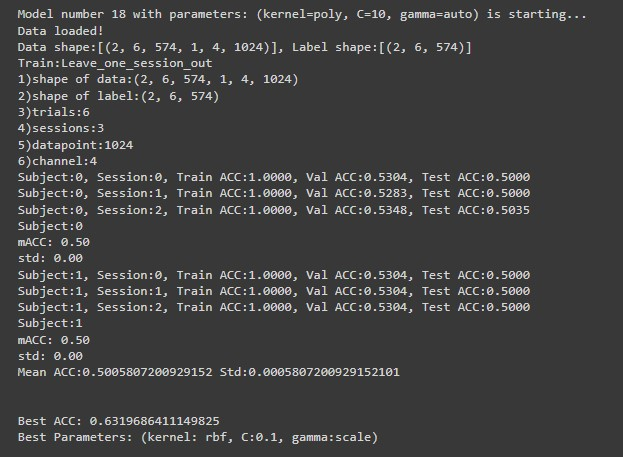 Model number 18 with parameters: (kernel=poly, C=10, gamma=auto) is starting...
Data loaded!
Data shape:[(2, 6, 574, 1, 4, 1024)], Label shape:[(2, 6, 574)]
Train:Leave_one_session_out
1)shape of data:(2, 6, 574, 1, 4, 1024)
2)shape of label:(2, 6, 574)
3)trials:6
4)sessions:3
5)datapoint:1024
6)channel:4
Subject:0, Session:0, Train ACC:1.0000, Val ACC:0.5304, Test ACC:0.5000
Subject:0, Session:1, Train ACC:1.0000, Val ACC:0.5283, Test ACC:0.5000
Subject:0, Session:2, Train ACC:1.0000, Val ACC:0.5348, Test ACC:0.5035
Subject:0
mACC: 0.50
std: 0.00
Subject:1, Session:0, Train ACC:1.0000, Val ACC:0.5304, Test ACC:0.5000
Subject:1, Session:1, Train ACC:1.0000, Val ACC:0.5304, Test ACC:0.5000
Subject:1, Session:2, Train ACC:1.0000, Val ACC:0.5304, Test ACC:0.5000
Subject:1
mACC: 0.50
std: 0.00
Mean ACC:0.5005807200929152 Std:0.0005807200929152101
Best ACC: 0.6319686411149825
Best Parameters: (kernel: rbf, C:0.1, gamma:scale)